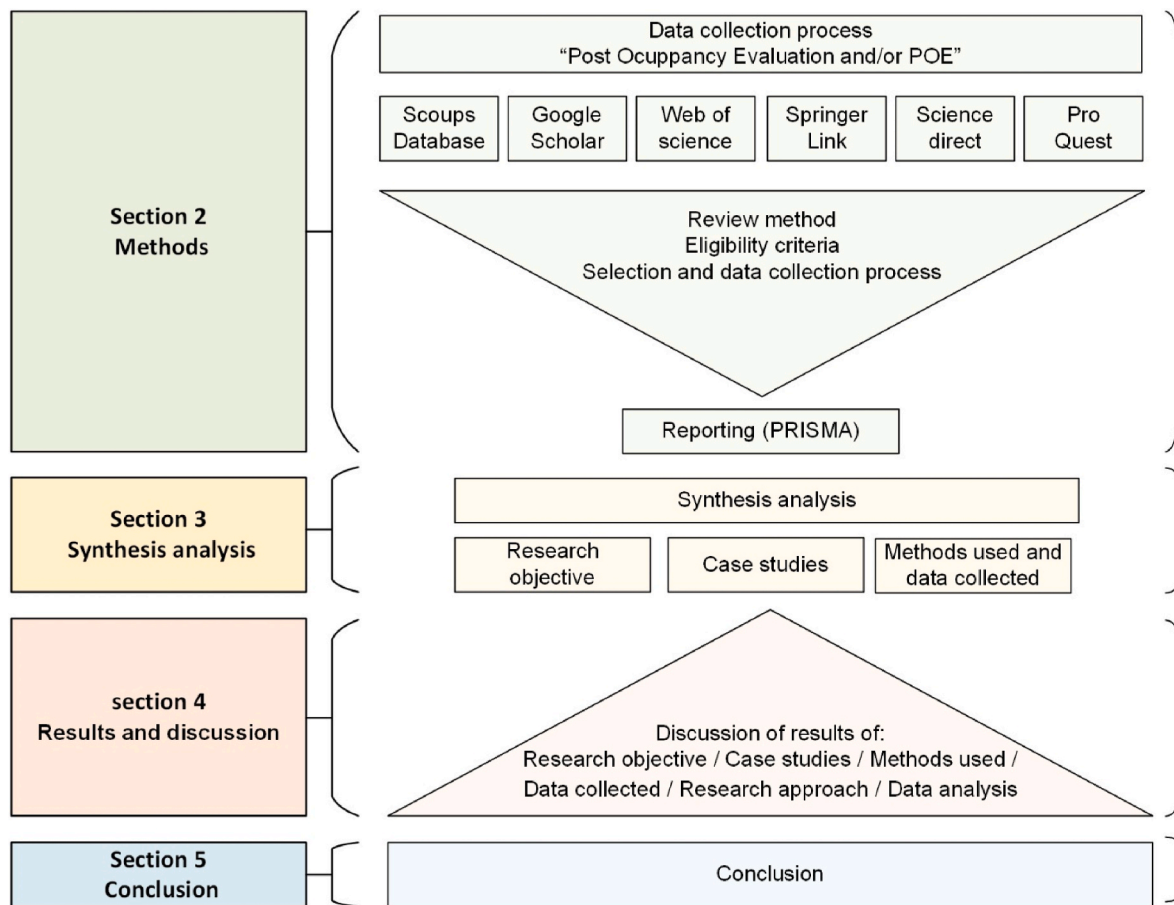 Section 2
Methods
Data collection process
“Post Ocuppancy Evaluation and/or POE”
Scoups
Database
Google
Scholar
Web of
science
Springer
Link
Science
direct
Pro
Quest
Review method
Eligibility criteria
Selection and data collection process
Reporting (PRISMA)
Section 3
Synthesis analysis
Synthesis analysis
Research
objective
Case studies
Methods used and
data collected
section 4
Results and discussion
Discussion of results of:
Research objective / Case studies / Methods used /
Data collected / Research approach / Data analysis
Section 5
Conclusion
Conclusion